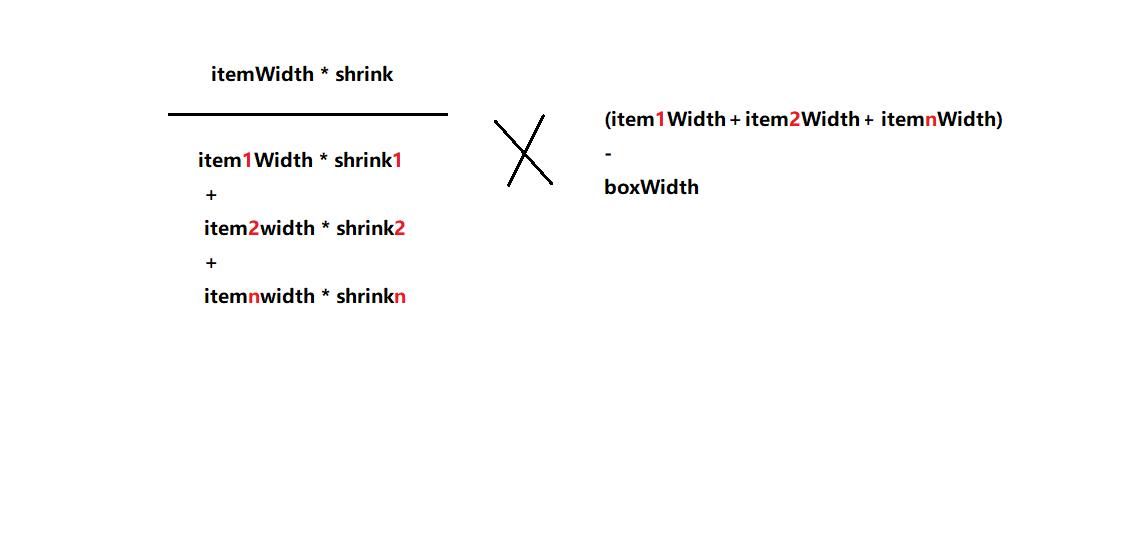 itemWidth * shrink
item1Width * shrink1
+
item2width * shrink2
+
itemnwidth * shrinkn
(item1Width + item2Width + itemnWidth)
-
boxWidth